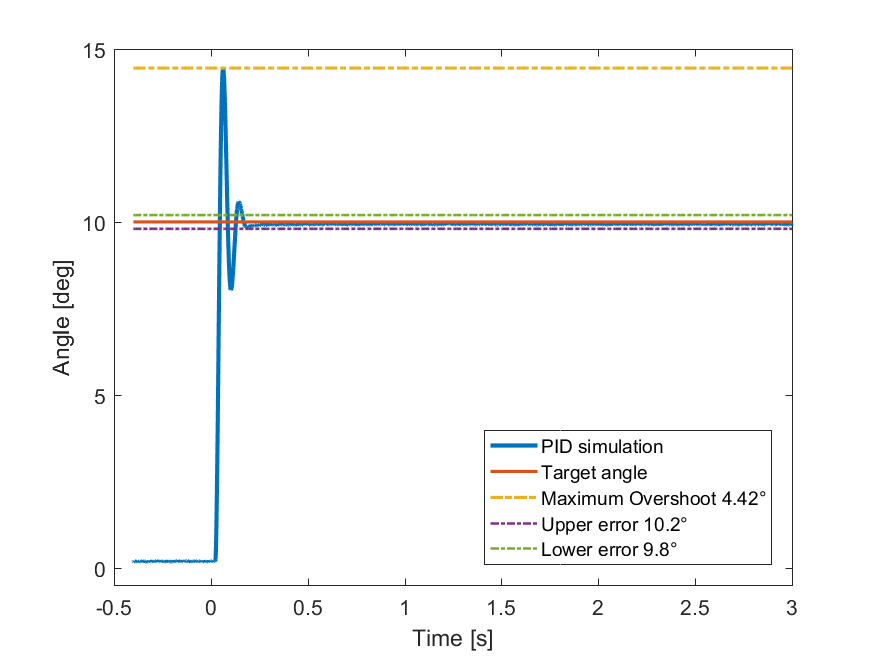 15
10
5
0
Angle [deg]
-0.5 0 0.5 1 1.5 2 2.5 3
Time [s]
PID simulation
Target angle
Maximum Overshoot 4.42°
Upper error 10.2°
Lower error 9.8°